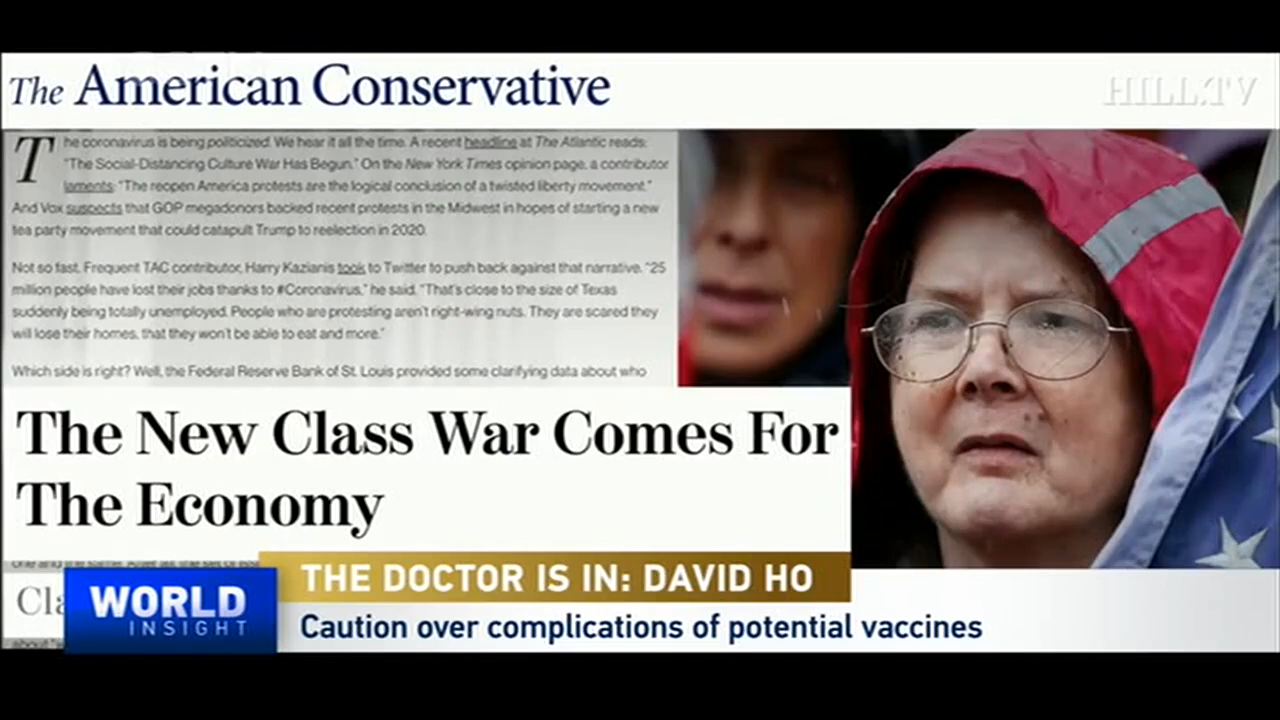 The American Conservative
HILL.TV
The coronavirus is being politicized. We hear it all the time. A recent headline at The Atlantic reads:
"The Social-Distancing Culture War Has Begun." On the New York Times opinion page, a contributor
laments: "The reopen America protests are the logical conclusion of a twisted liberty movement."
And Vox suspects that GOP megadonors backed recent protests in the Midwest in hopes of starting a new
tea party movement that could catapult Trump to reelection in 2020.
Not so fast. Frequent TAC contributor, Harry Kazianis took to Twitter to push back against that narrative. "25
million people have lost their jobs thanks to #Coronavirus," he said. "That's close to the size of Texas
suddenly being totally unemployed. People who are protesting aren't right-wing nuts. They are scared they
will lose their homes, that they won't be able to eat and more."
Which side is right? Well, the Federal Reserve Bank of St. Louis provided some clarifying data about who
The New Class War Comes For
The Economy
THE DOCTOR IS IN: DAVID HO
WORLD
INSIGHT
Caution over complications of potential vaccines